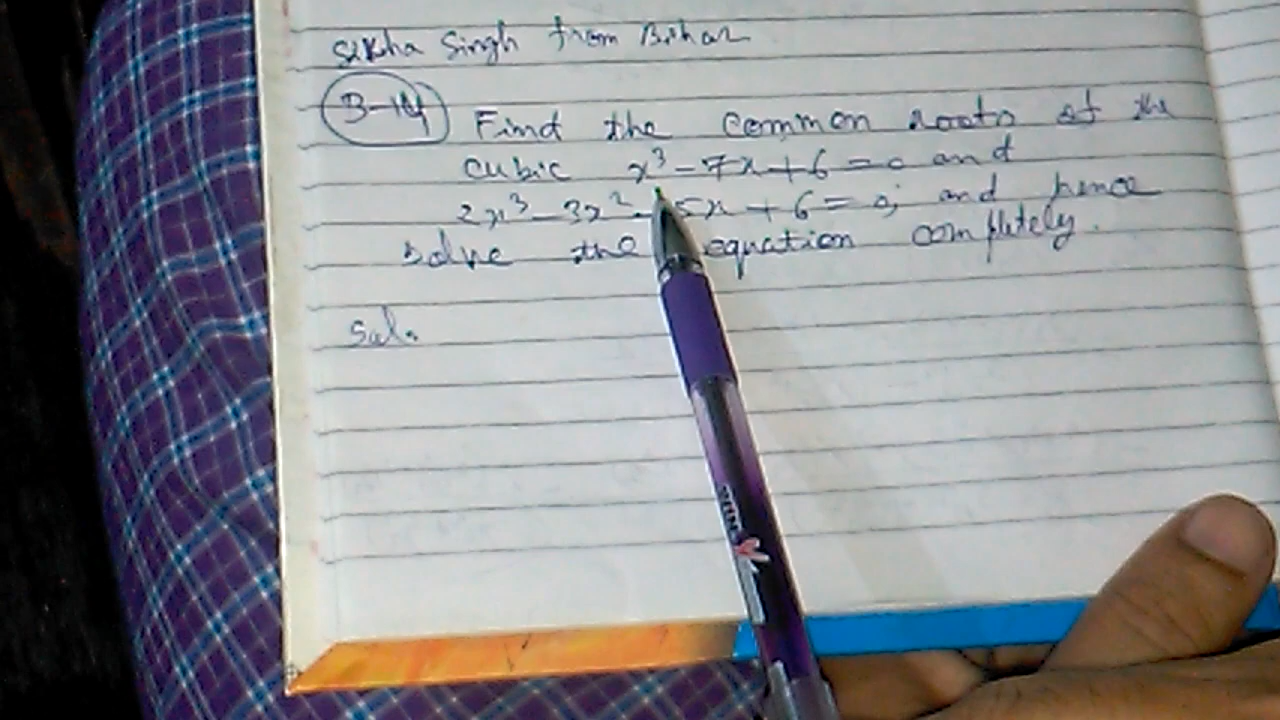 Sikha Singh from Bihar
3-14 Find the common roots of the
cubic x³ - 7x + 6 = 0 and
2x³ - 3x² - 5x + 6 = 0; and hence
solve the equation completely.
Sol.